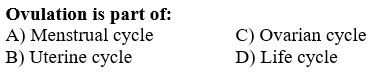 Ovulation is part of:
A) Menstrual cycle C) Ovarian cycle
B) Uterine cycle D) Life cycle